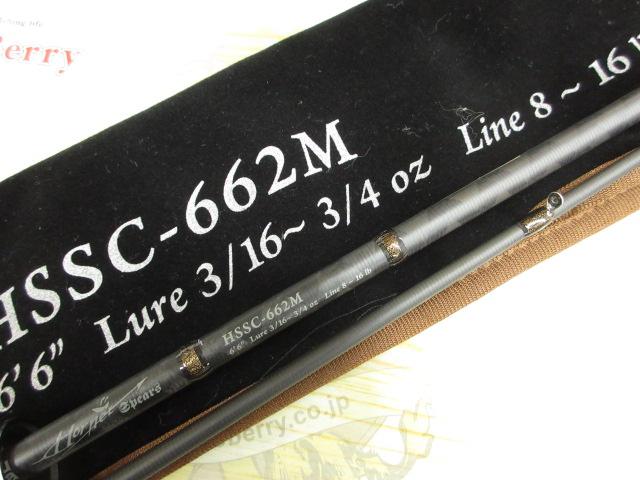 erry
HSSC-662M
6'6" Lure 3/16~ 3/4 oz Line 8 ~ 16
HSSC-662M
6'6" Lure 3/16~ 3/4 oz Line 8~ 16 lb
Hornet Spears
berry.co.jp